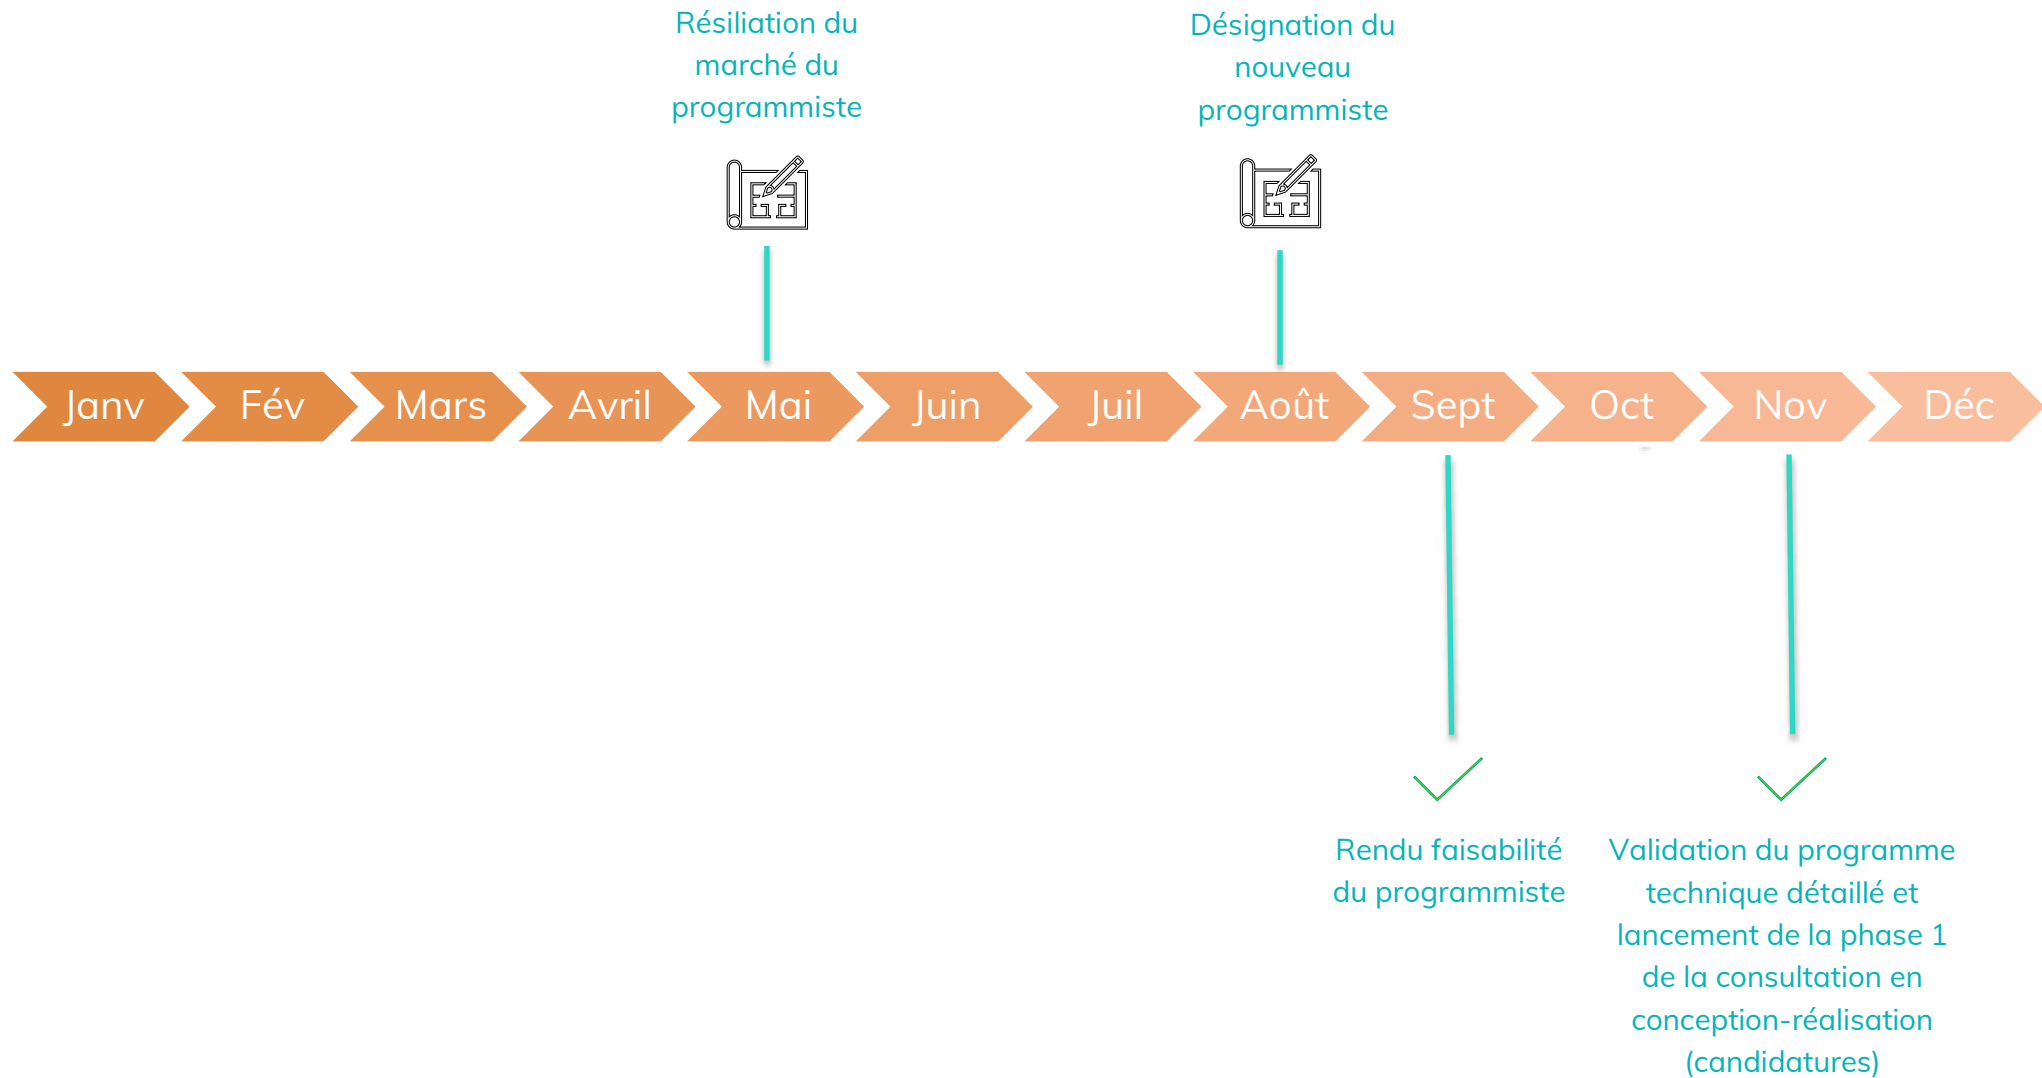 Résiliation du
marché du
programmiste
Désignation du
nouveau
programmiste
Janv
Fév
Mars
Avril
Mai
Juin
Juil
Août
Sept
Oct
Nov
Déc
Rendu faisabilité
du programmiste
Validation du programme
technique détaillé et
lancement de la phase 1
de la consultation en
conception-réalisation
(candidatures)